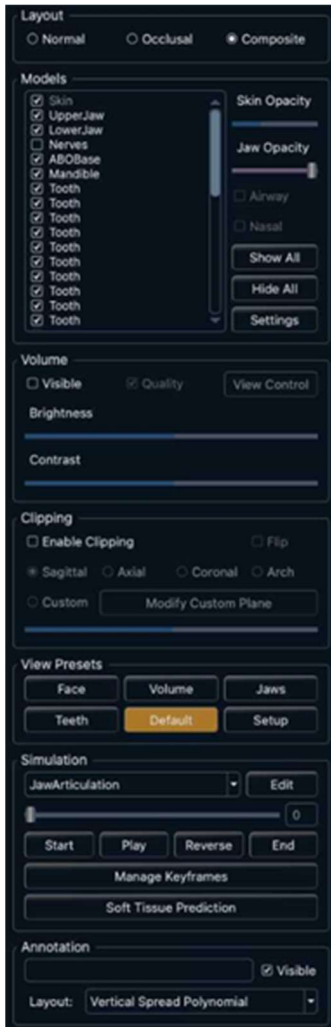 Layout
Normal Occlusal Composite
Models
Skin
UpperJaw
LowerJaw
Nerves
ABOBase
Mandible
Tooth
Tooth
Tooth
Tooth
Tooth
Tooth
Tooth
Tooth
Tooth
Tooth
Skin Opacity
Jaw Opacity
Airway
Nasal
Show All
Hide All
Settings
Volume
Visible Quality View Control
Brightness
Contrast
Clipping
Enable Clipping Flip
Sagittal Axial Coronal Arch
Custom Modify Custom Plane
View Presets
Face Volume Jaws
Teeth Default Setup
Simulation
JawArticulation Edit
0
Start Play Reverse End
Manage Keyframes
Soft Tissue Prediction
Annotation
Visible
Layout: Vertical Spread Polynomial